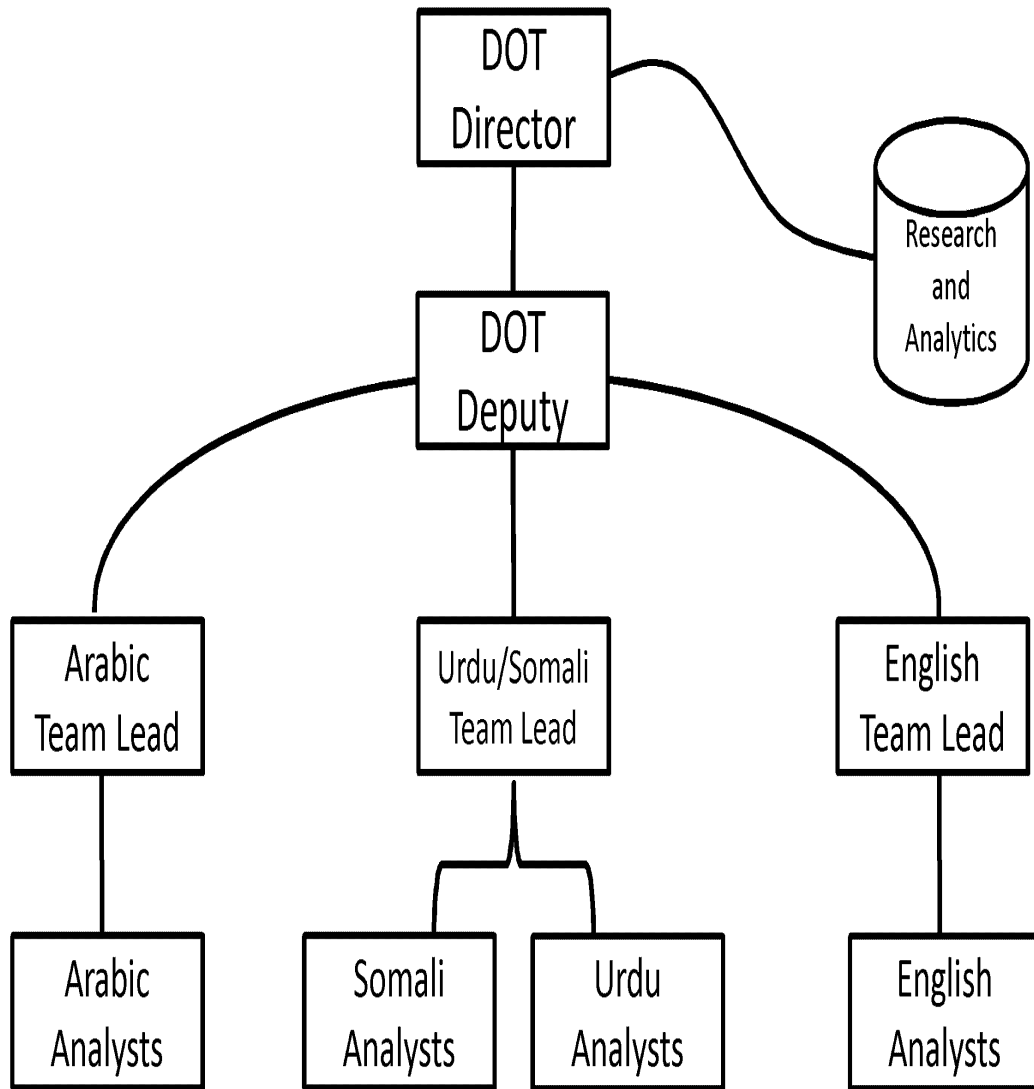 DOT
Director
Research
and
Analytics
DOT
Deputy
Arabic
Team Lead
Urdu/Somali
Team Lead
English
Team Lead
Arabic
Analysts
Somali
Analysts
Urdu
Analysts
English
Analysts